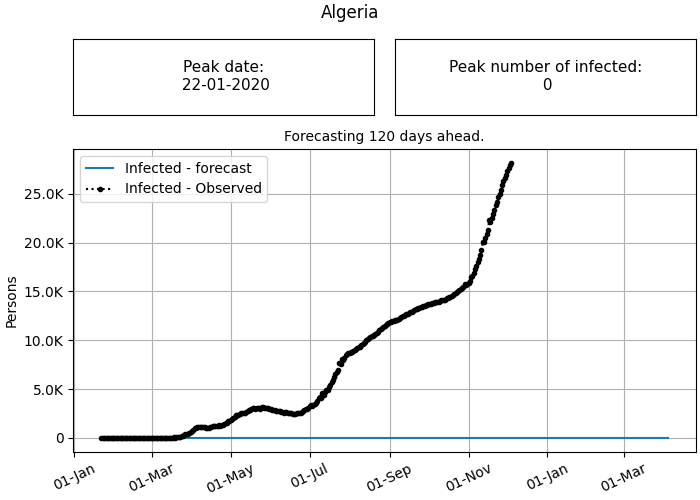 Algeria
Peak date:
22-01-2020
Peak number of infected:
0
Forecasting 120 days ahead.
Infected - forecast
Infected - Observed
Persons
25.0K
20.0K
15.0K
10.0K
5.0K
0
01-Jan
01-Mar
01-May
01-Jul
01-Sep
01-Nov
01-Jan
01-Mar